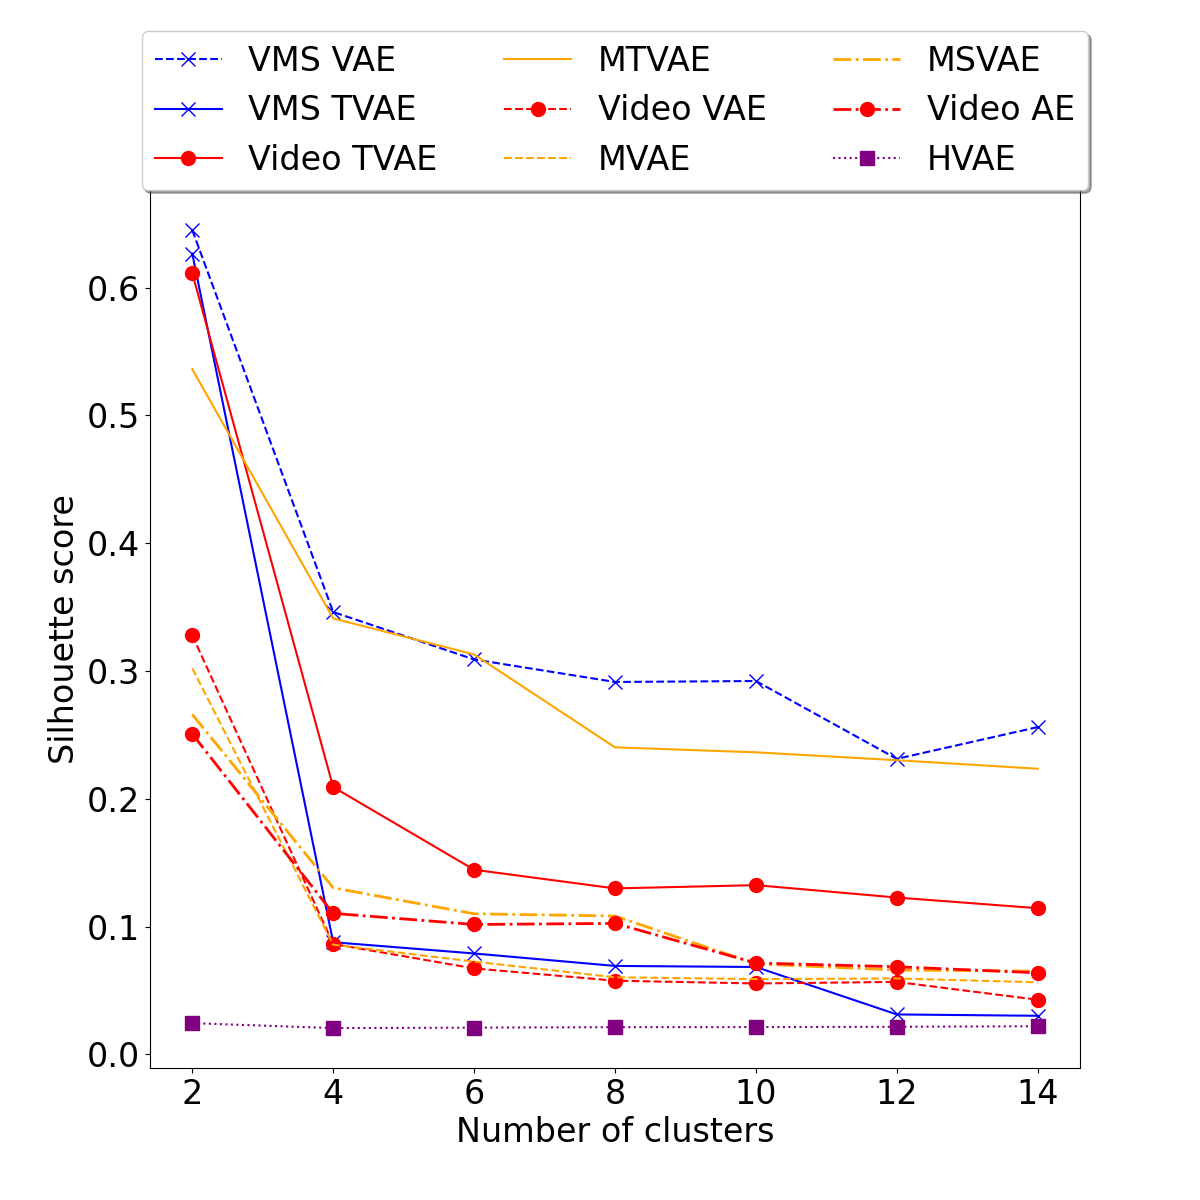 VMS VAE MTVAE MSVAE
VMS TVAE Video VAE Video AE
Video TVAE MVAE HVAE
0.6
0.5
0.4
0.3
0.2
0.1
0.0
Silhouette score
2 4 6 8 10 12 14
Number of clusters